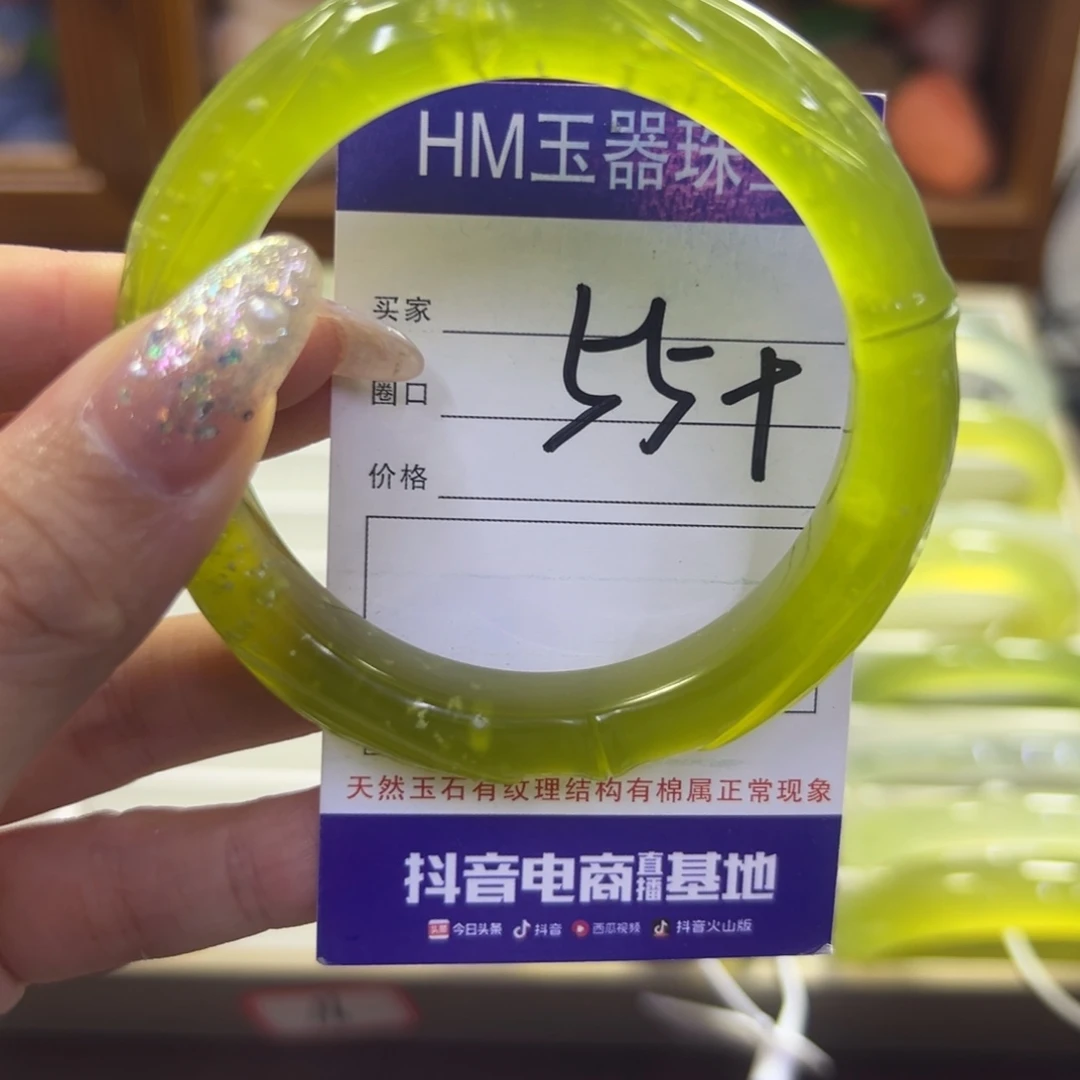 HM玉器珠
买家
圈口
55+
价格
天然玉石有纹理结构有棉属正常现象
抖音电商直播基地
头条 今日头条 抖音 西瓜视频 抖音火山版